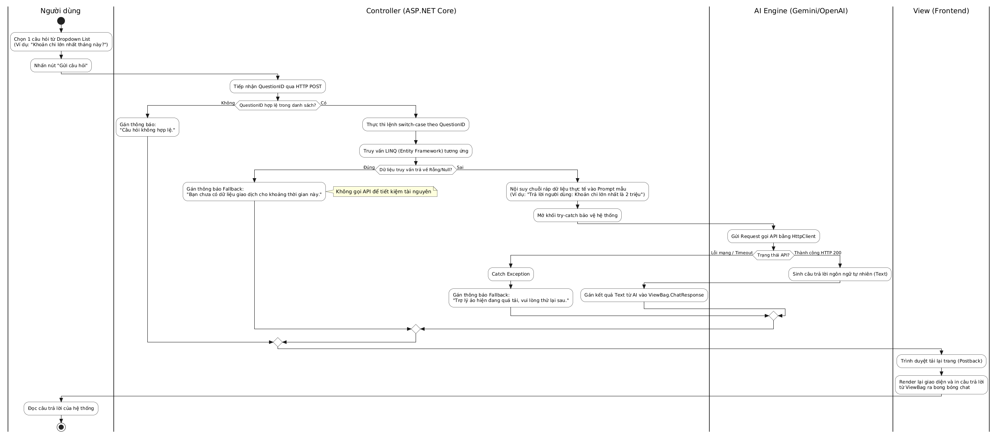 Người dùng
Controller (ASP.NET Core)
AI Engine (Gemini/OpenAI)
View (Frontend)
Chọn 1 câu hỏi từ Dropdown List
(Ví dụ: "Khoản chi lớn nhất tháng này?")
Nhấn nút "Gửi câu hỏi"
Tiếp nhận QuestionID qua HTTP POST
Không
QuestionID hợp lệ trong danh sách?
Có
Gán thông báo:
"Câu hỏi không hợp lệ."
Thực thi lệnh switch-case theo QuestionID
Truy vấn LINQ (Entity Framework) tương ứng
Đúng
Dữ liệu truy vấn trả về Rỗng/Null?
Sai
Gán thông báo Fallback:
"Bạn chưa có dữ liệu giao dịch cho khoảng thời gian này."
Không gọi API để tiết kiệm tài nguyên
Nội suy chuỗi ráp dữ liệu thực tế vào Prompt mẫu
(Ví dụ: "Trả lời người dùng: Khoản chi lớn nhất là 2 triệu")
Mở khối try-catch bảo vệ hệ thống
Gửi Request gọi API bằng HttpClient
Lỗi mạng / Timeout
Trạng thái API?
Thành công HTTP 200
Catch Exception
Sinh câu trả lời ngôn ngữ tự nhiên (Text)
Gán thông báo Fallback:
"Trợ lý ảo hiện đang quá tải, vui lòng thử lại sau."
Gán kết quả Text từ AI vào ViewBag.ChatResponse
Trình duyệt tải lại trang (Postback)
Render lại giao diện và in câu trả lời
từ ViewBag ra bong bóng chat
Đọc câu trả lời của hệ thống